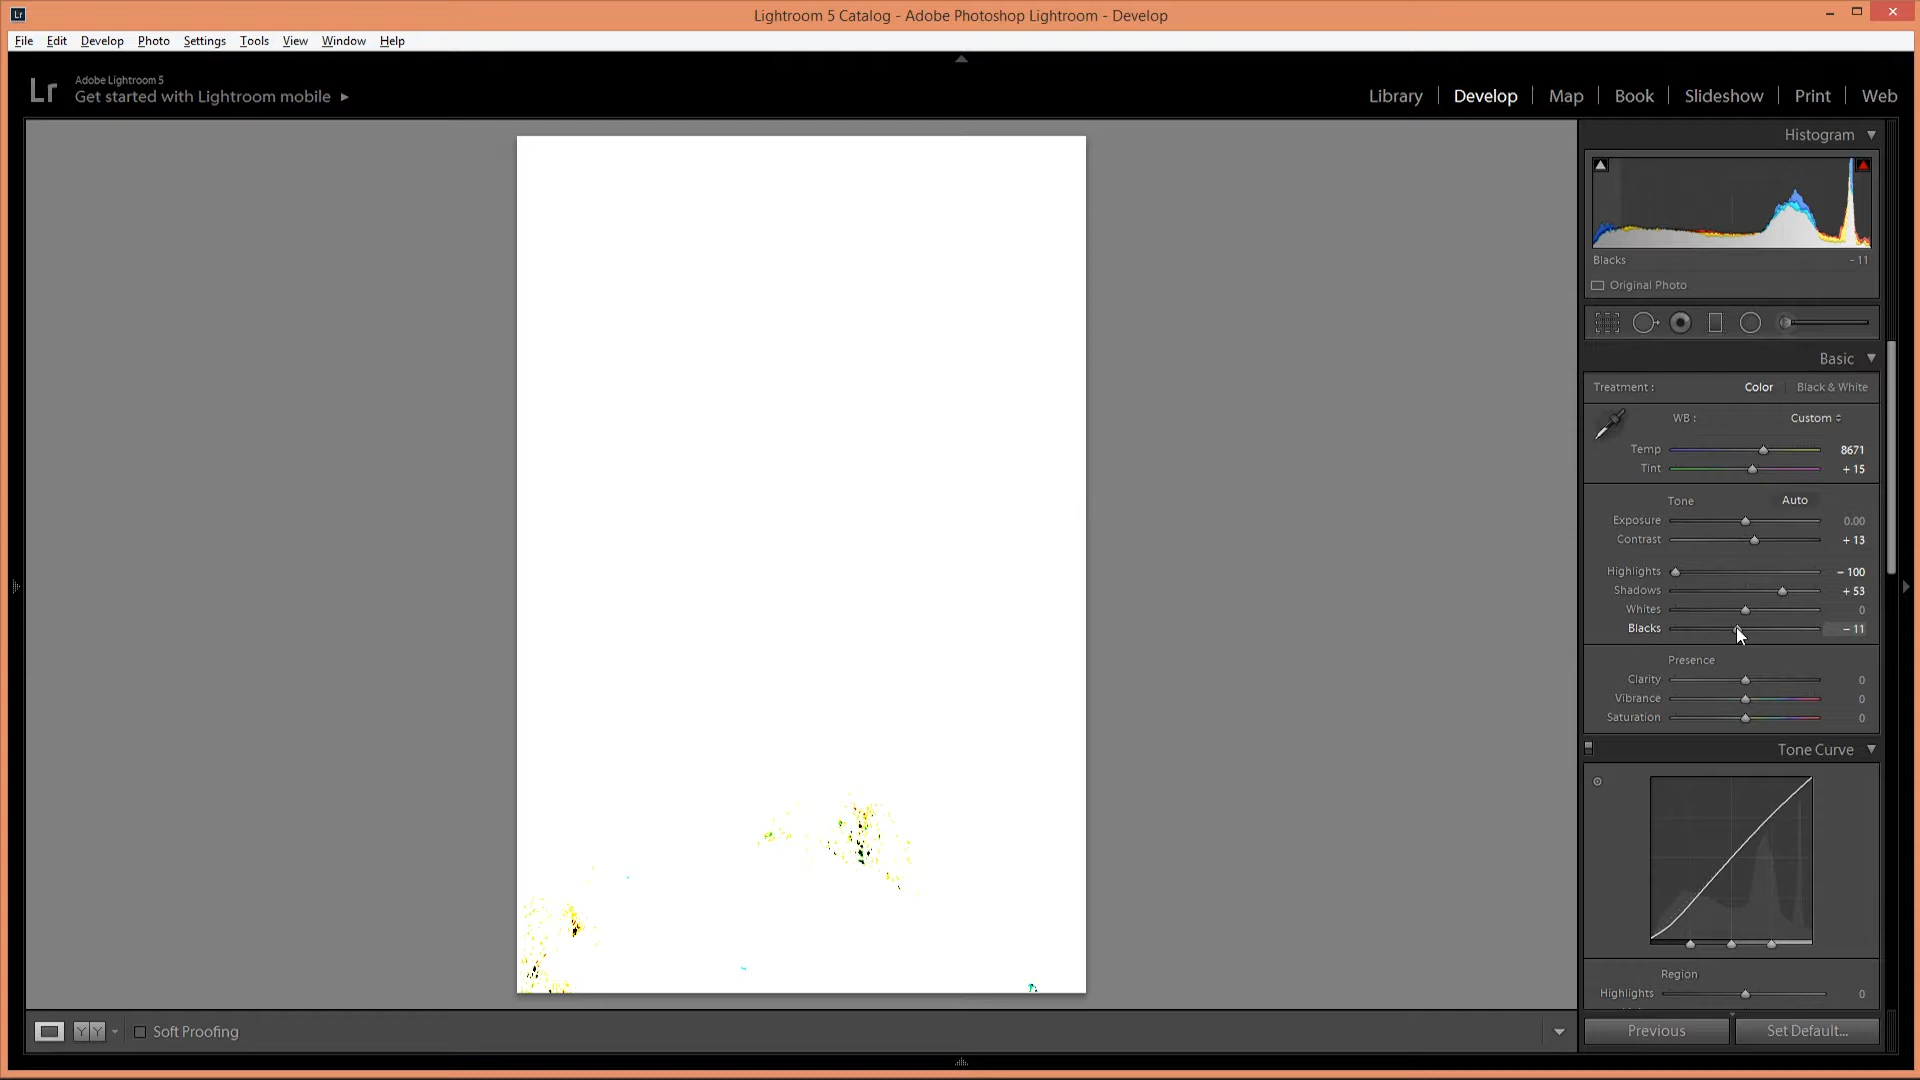 Lr
Lightroom 5 Catalog - Adobe Photoshop Lightroom - Develop
File Edit Develop Photo Settings Tools View Window Help
Lr
Adobe Lightroom 5
Get started with Lightroom mobile
Library Develop Map Book Slideshow Print Web
Histogram
Blacks - 11
Original Photo
Basic
Treatment : Color Black & White
WB : Custom
Temp 8671
Tint + 15
Tone Auto
Exposure 0.00
Contrast + 13
Highlights - 100
Shadows + 53
Whites 0
Blacks - 11
Presence
Clarity 0
Vibrance 0
Saturation 0
Tone Curve
Region
Highlights 0
YY Soft Proofing
Previous Set Default...